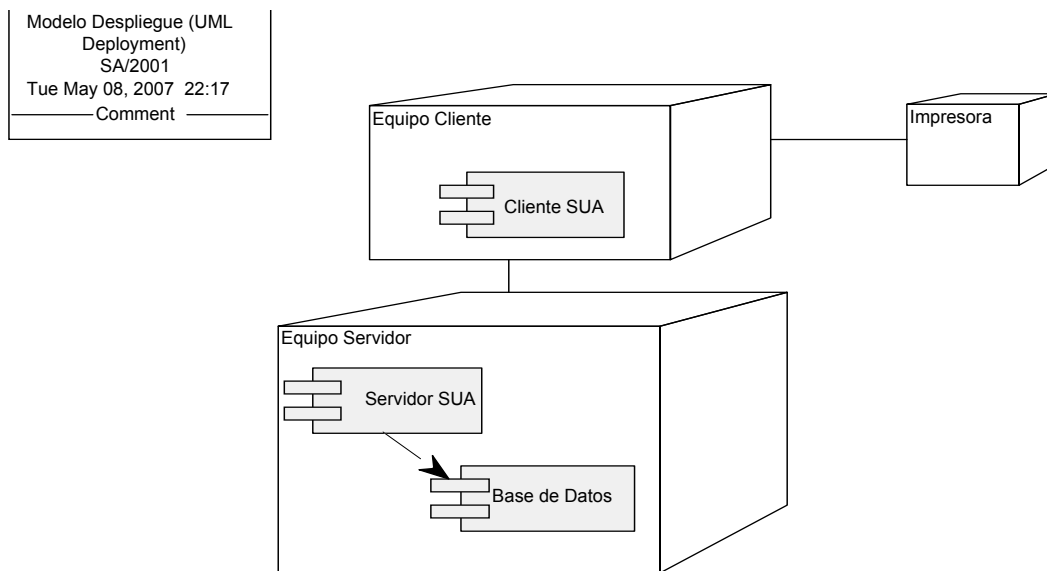 Modelo Despliegue (UML
Deployment)
SA/2001
Tue May 08, 2007 22:17
Comment
Equipo Cliente
Impresora
Cliente SUA
Equipo Servidor
Servidor SUA
Base de Datos